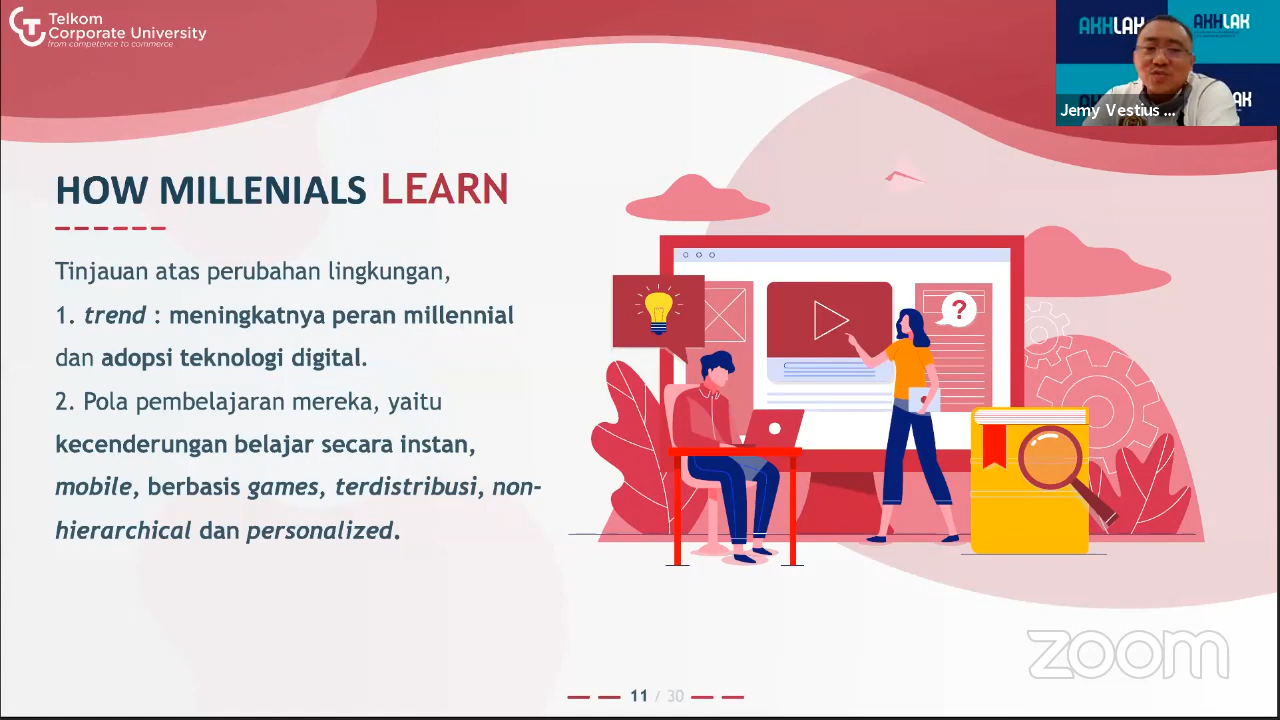 Telkom
Corporate University
from competence to commerce
AKHLAK
AKHLAK
AK
Jemy Vestius ...
HOW MILLENIALS LEARN
Tinjauan atas perubahan lingkungan,
1. trend : meningkatnya peran millennial
dan adopsi teknologi digital.
2. Pola pembelajaran mereka, yaitu
kecenderungan belajar secara instan,
mobile, berbasis games, terdistribusi, non-
hierarchical dan personalized.
?
zoom
11 / 30